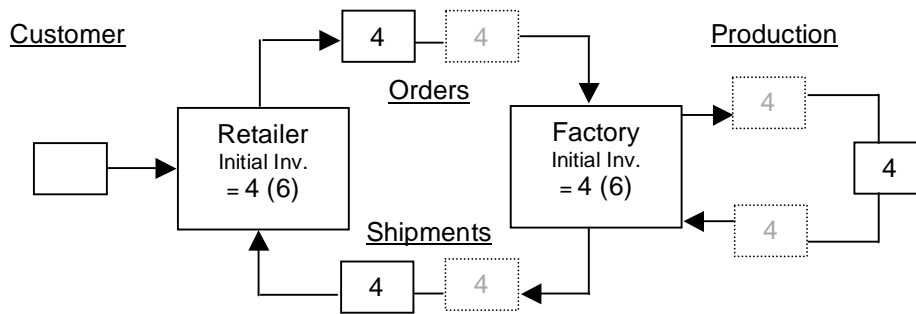 Customer
4
4
Production
Orders
4
Retailer
Initial Inv.
= 4 (6)
Factory
Initial Inv.
= 4 (6)
4
4
Shipments
4
4